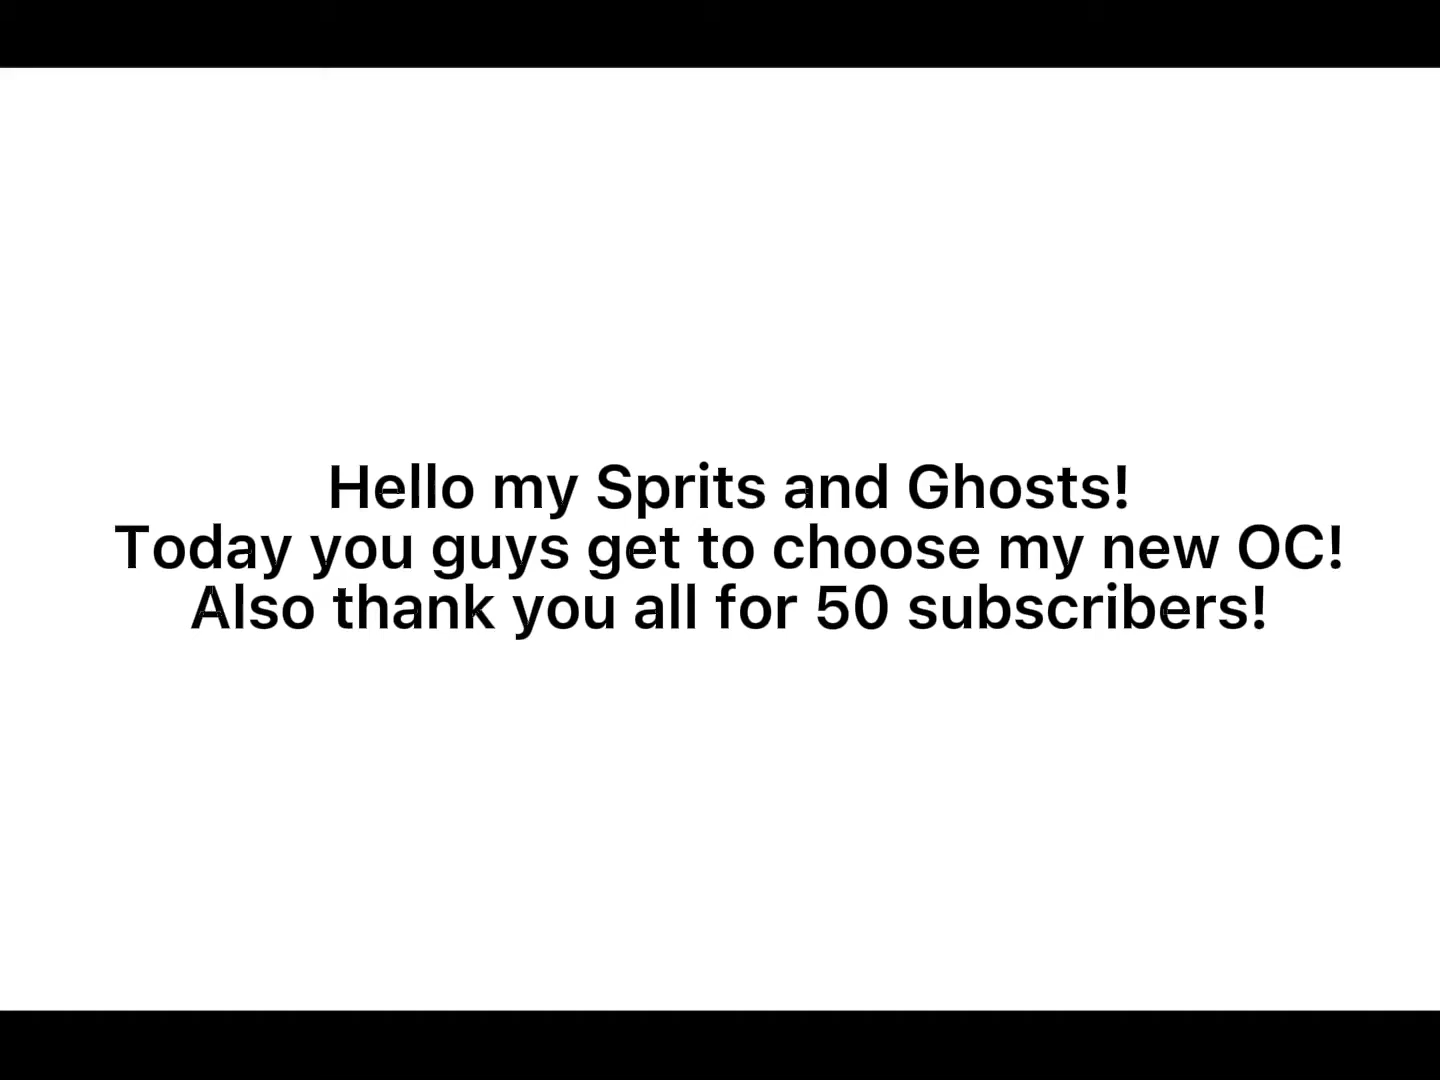 Hello my Sprits and Ghosts!
Today you guys get to choose my new OC!
Also thank you all for 50 subscribers!